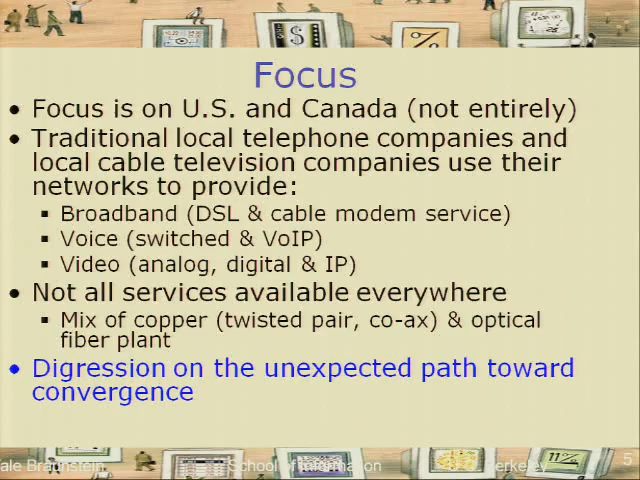 Focus
• Focus is on U.S. and Canada (not entirely)
• Traditional local telephone companies and
local cable television companies use their
networks to provide:
▪ Broadband (DSL & cable modem service)
▪ Voice (switched & VoIP)
▪ Video (analog, digital & IP)
• Not all services available everywhere
▪ Mix of copper (twisted pair, co-ax) & optical
fiber plant
• Digression on the unexpected path toward
convergence
$
%
11%
ale Braunstein School of Information erkeley 5